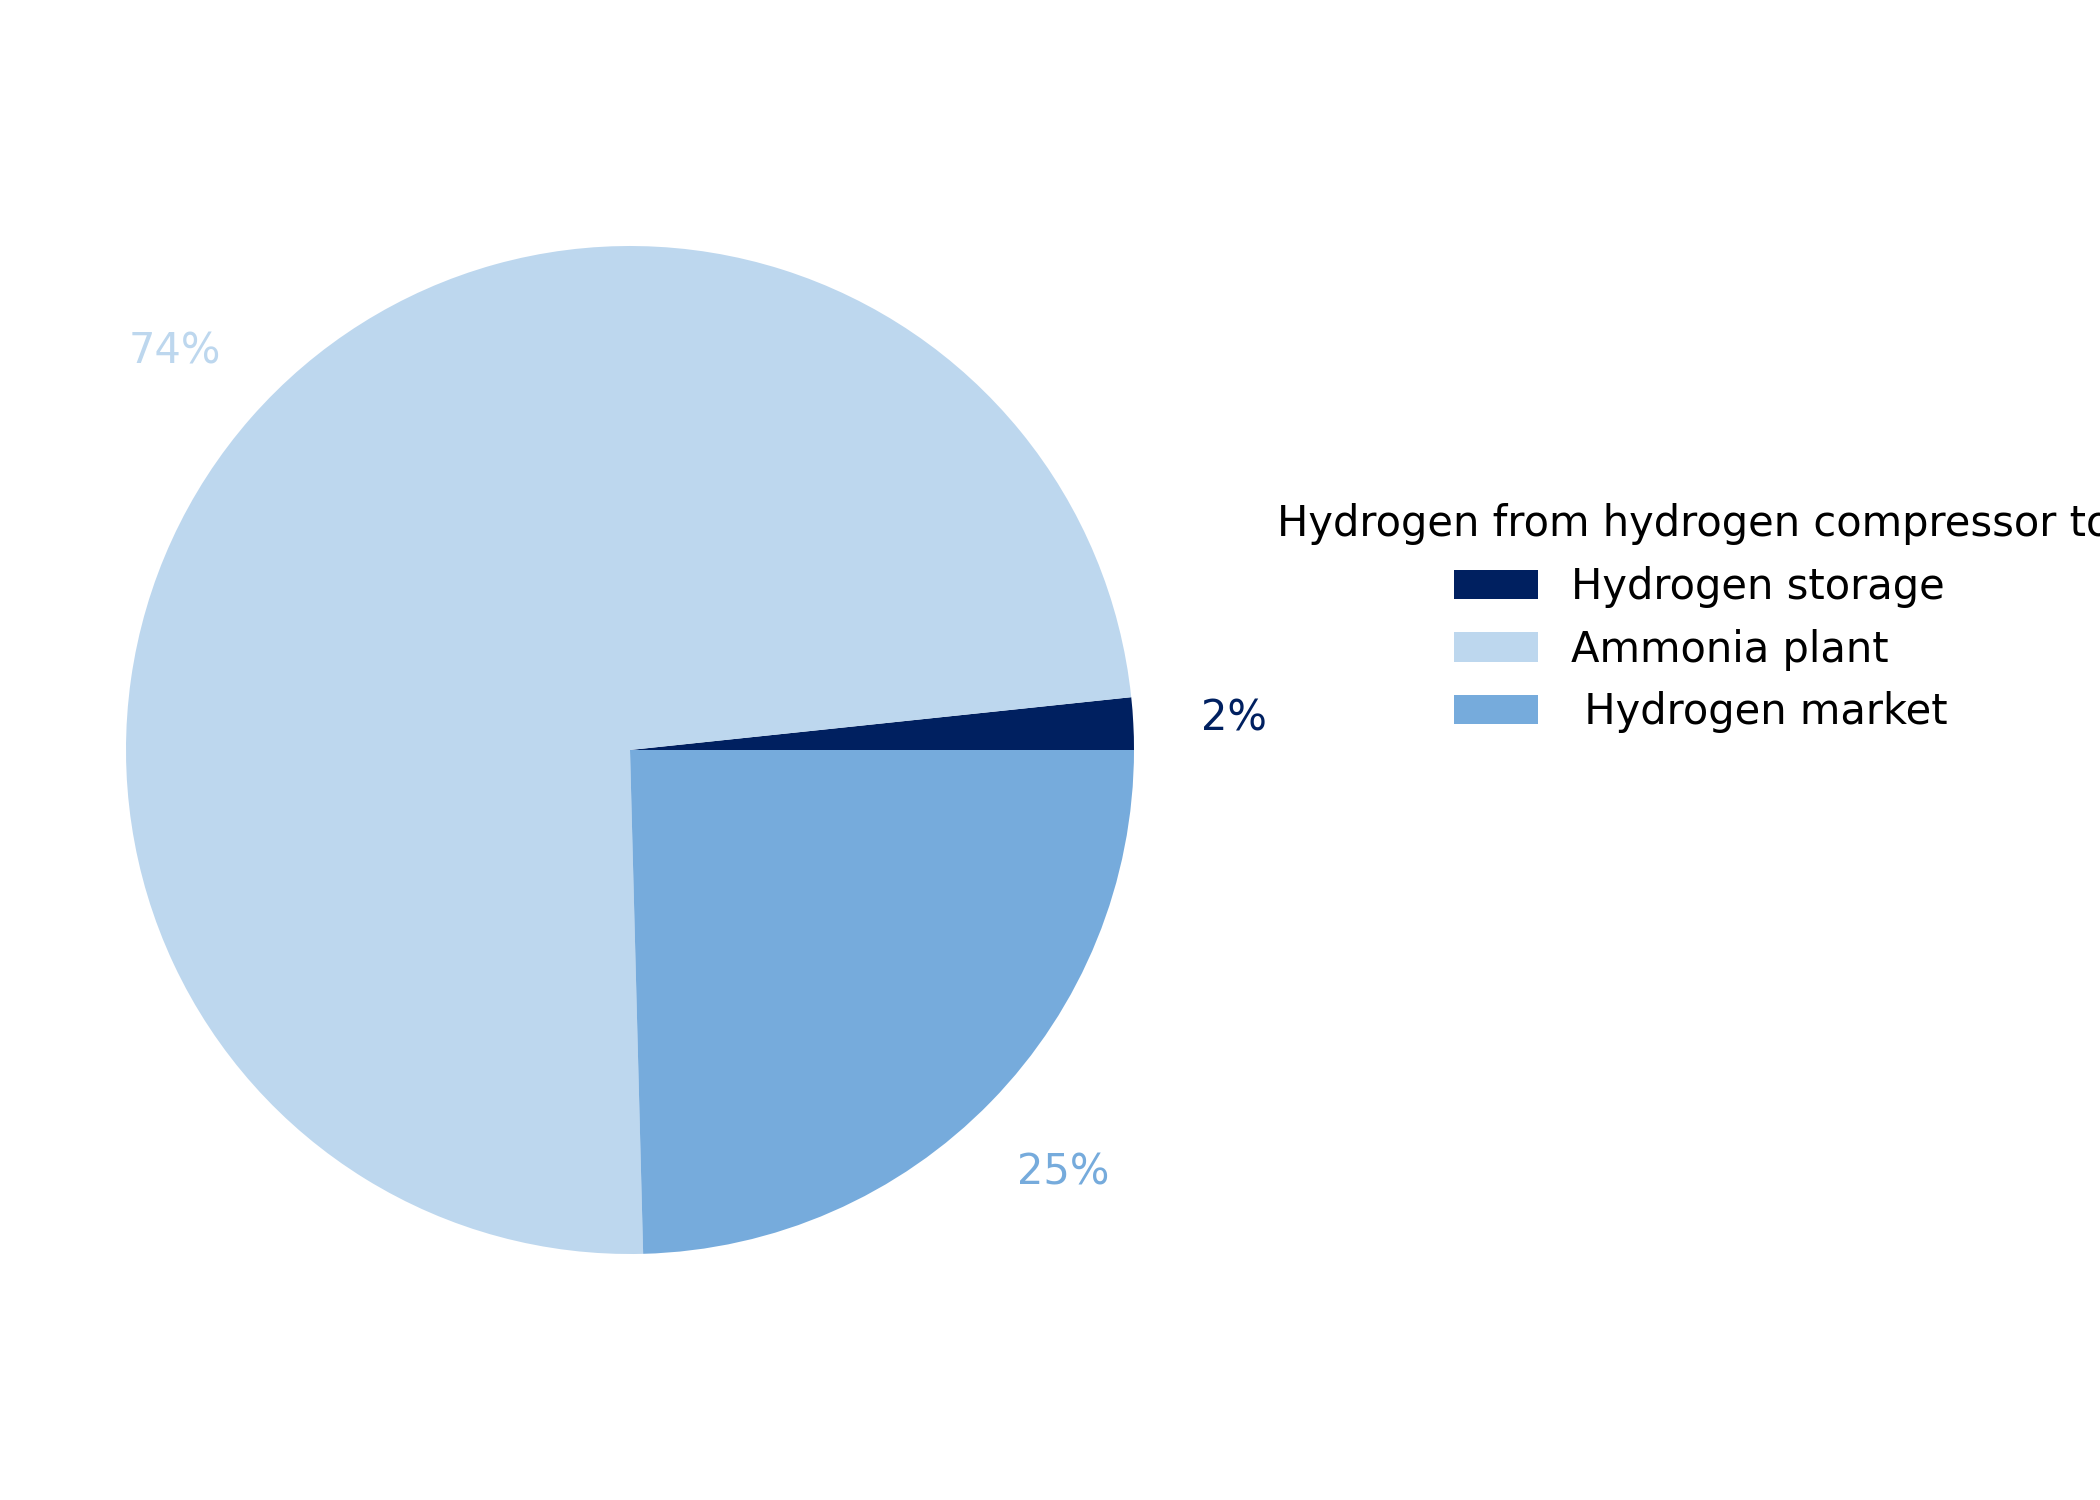 74%
Hydrogen from hydrogen compressor to
Hydrogen storage
Ammonia plant
2%
Hydrogen market
25%